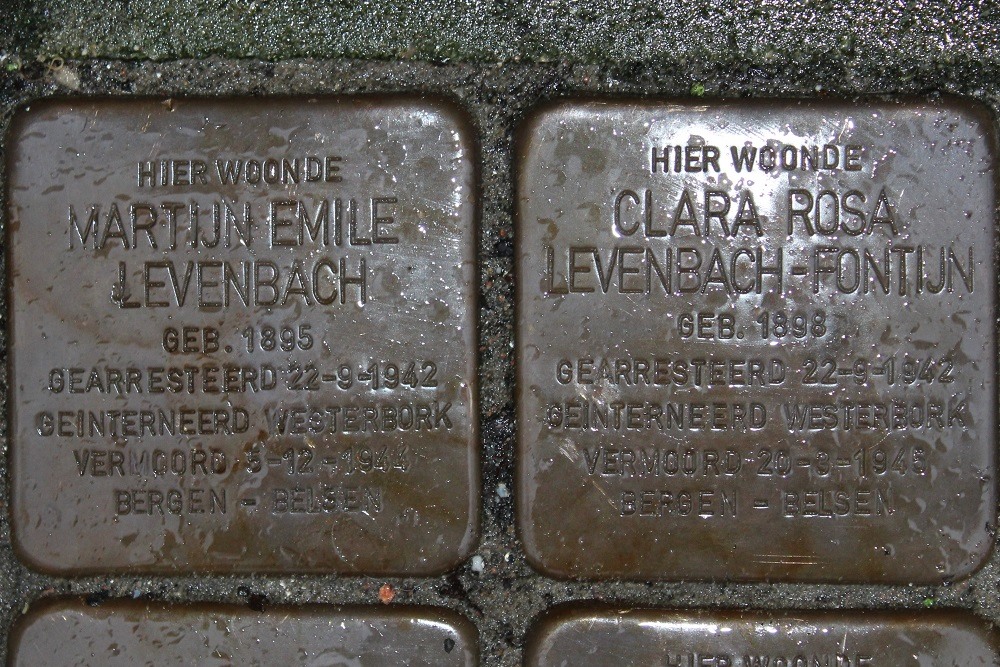 HIER WOONDE
MARTIJN EMILE
LEVENBACH
GEB. 1895
GEARRESTEERD 22-9-1942
GEINTERNEERD WESTERBORK
VERMOORD 5-12-1944
BERGEN - BELSEN
HIER WOONDE
CLARA ROSA
LEVENBACH-FONTIJN
GEB. 1898
GEARRESTEERD 22-9-1942
GEINTERNEERD WESTERBORK
VERMOORD 20-3-1945
BERGEN - BELSEN
HIER WOONDE